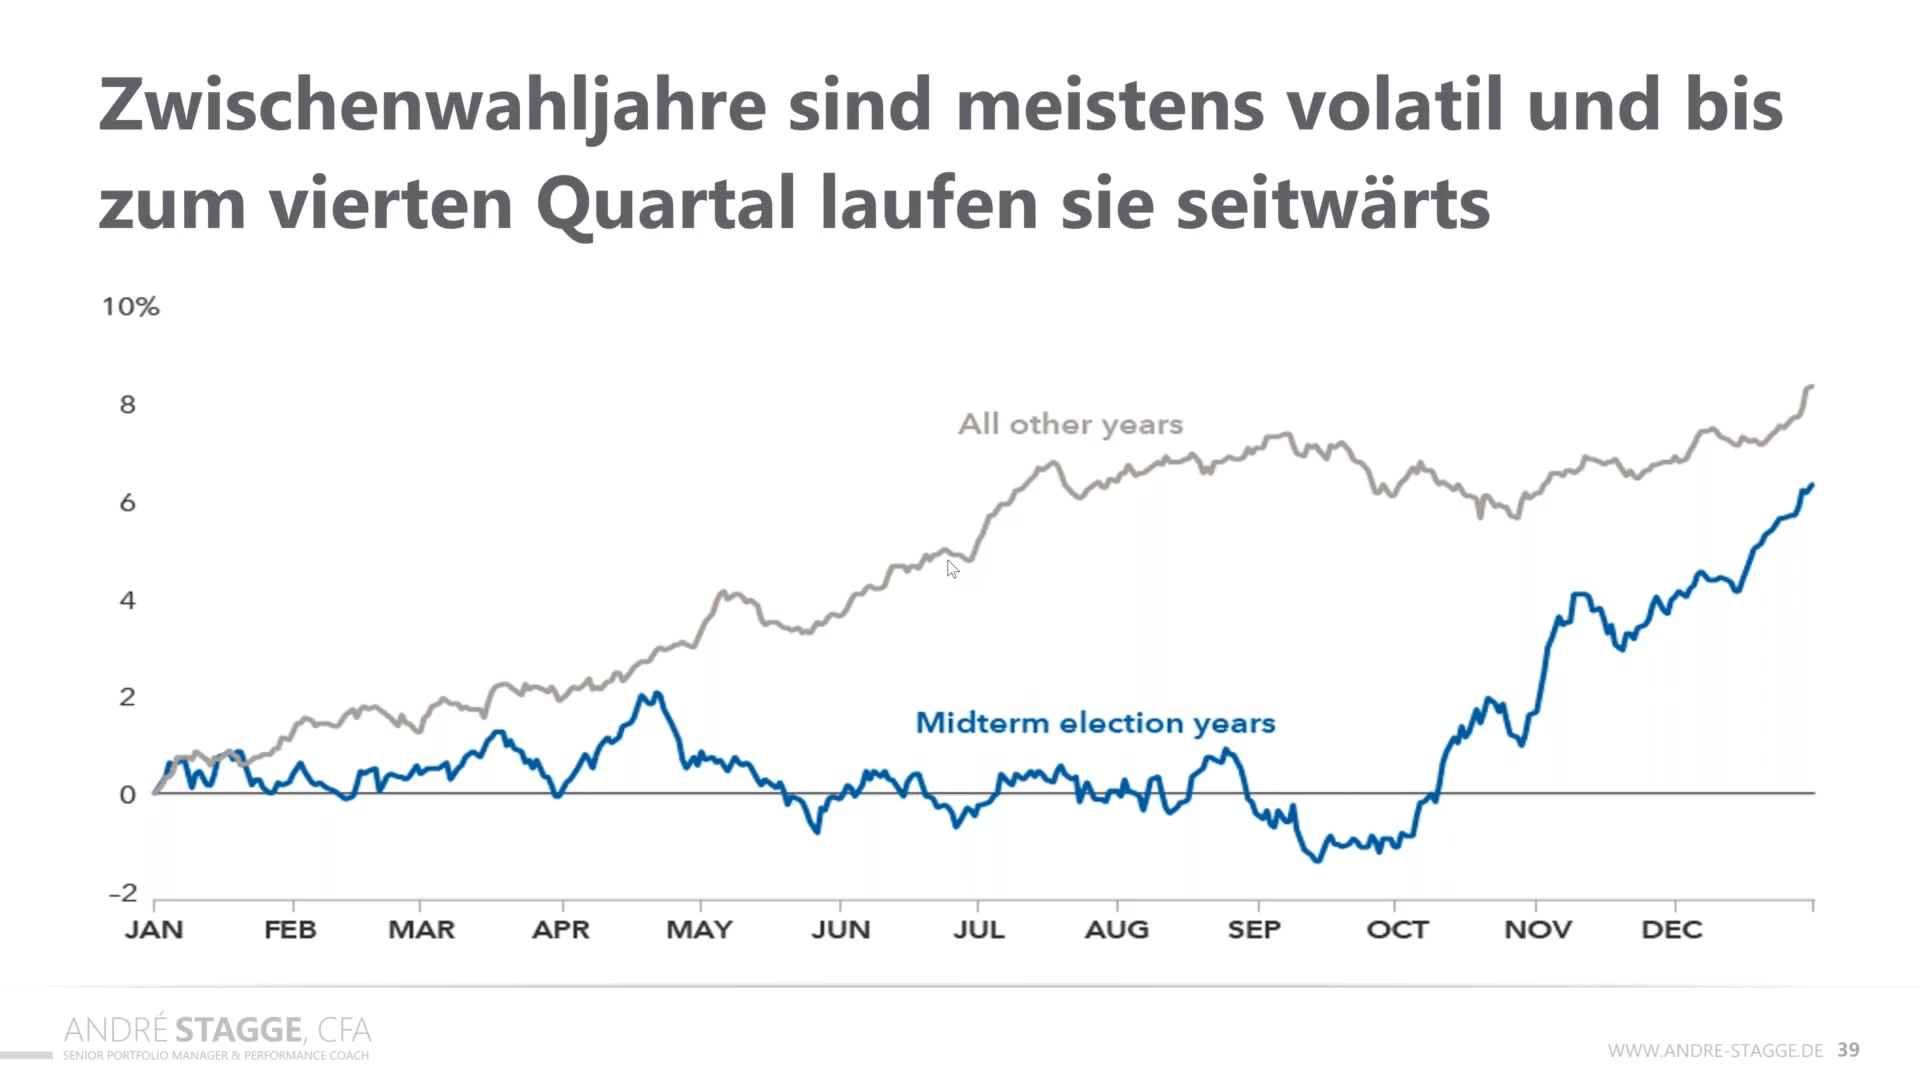 Zwischenwahljahre sind meistens volatil und bis
zum vierten Quartal laufen sie seitwärts
10%
8
All other years
6
4
2
Midterm election years
0
-2
JAN FEB MAR APR MAY JUN JUL AUG SEP OCT NOV DEC
ANDRÉ STAGGE, CFA
SENIOR PORTFOLIO MANAGER & PERFORMANCE COACH
WWW.ANDRE-STAGGE.DE 39